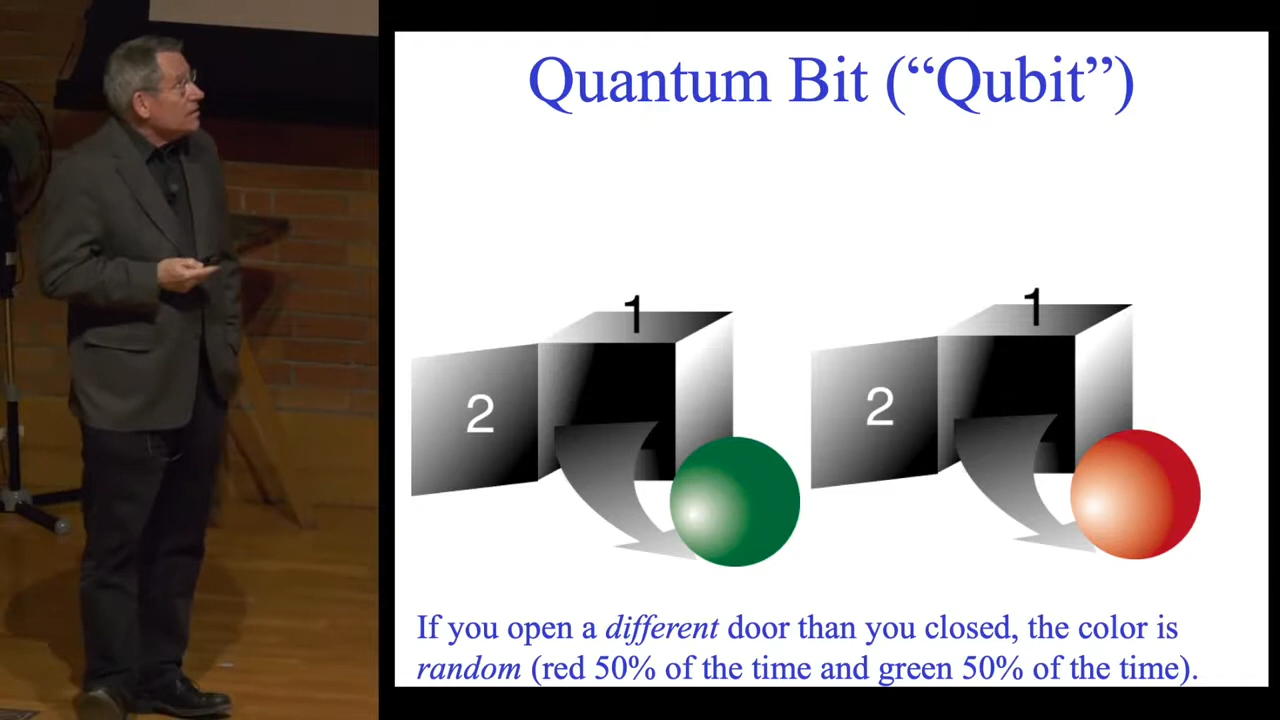 Quantum Bit (“Qubit”)
1
1
2
2
If you open a different door than you closed, the color is
random (red 50% of the time and green 50% of the time).